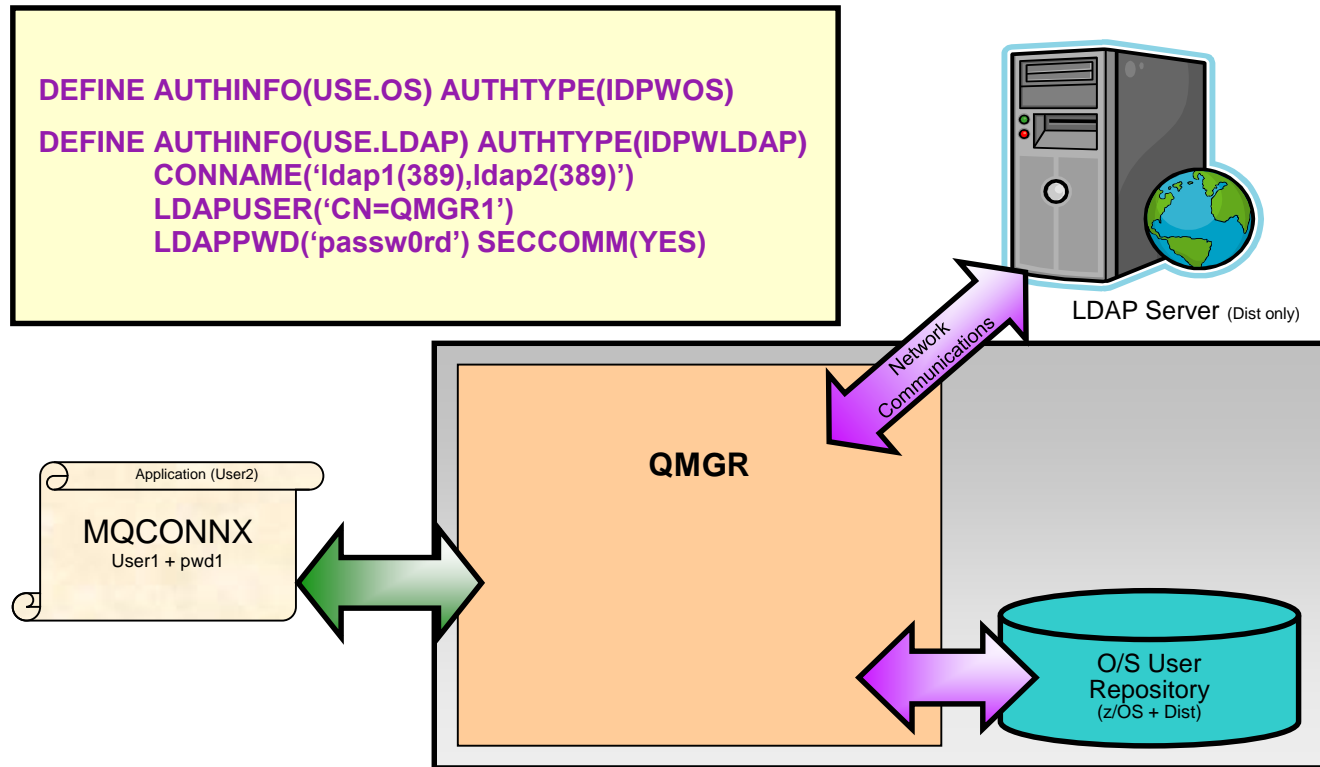 DEFINE AUTHINFO(USE.OS) AUTHTYPE(IDPWOS)
DEFINE AUTHINFO(USE.LDAP) AUTHTYPE(IDPWLDAP)
CONNAME(‘ldap1(389),ldap2(389)’)
LDAPUSER(‘CN=QMGR1’)
LDAPPWD(‘passw0rd’) SECCOMM(YES)
LDAP Server (Dist only)
Network
Communications
QMGR
Application (User2)
MQCONNX
User1 + pwd1
O/S User
Repository
(z/OS + Dist)